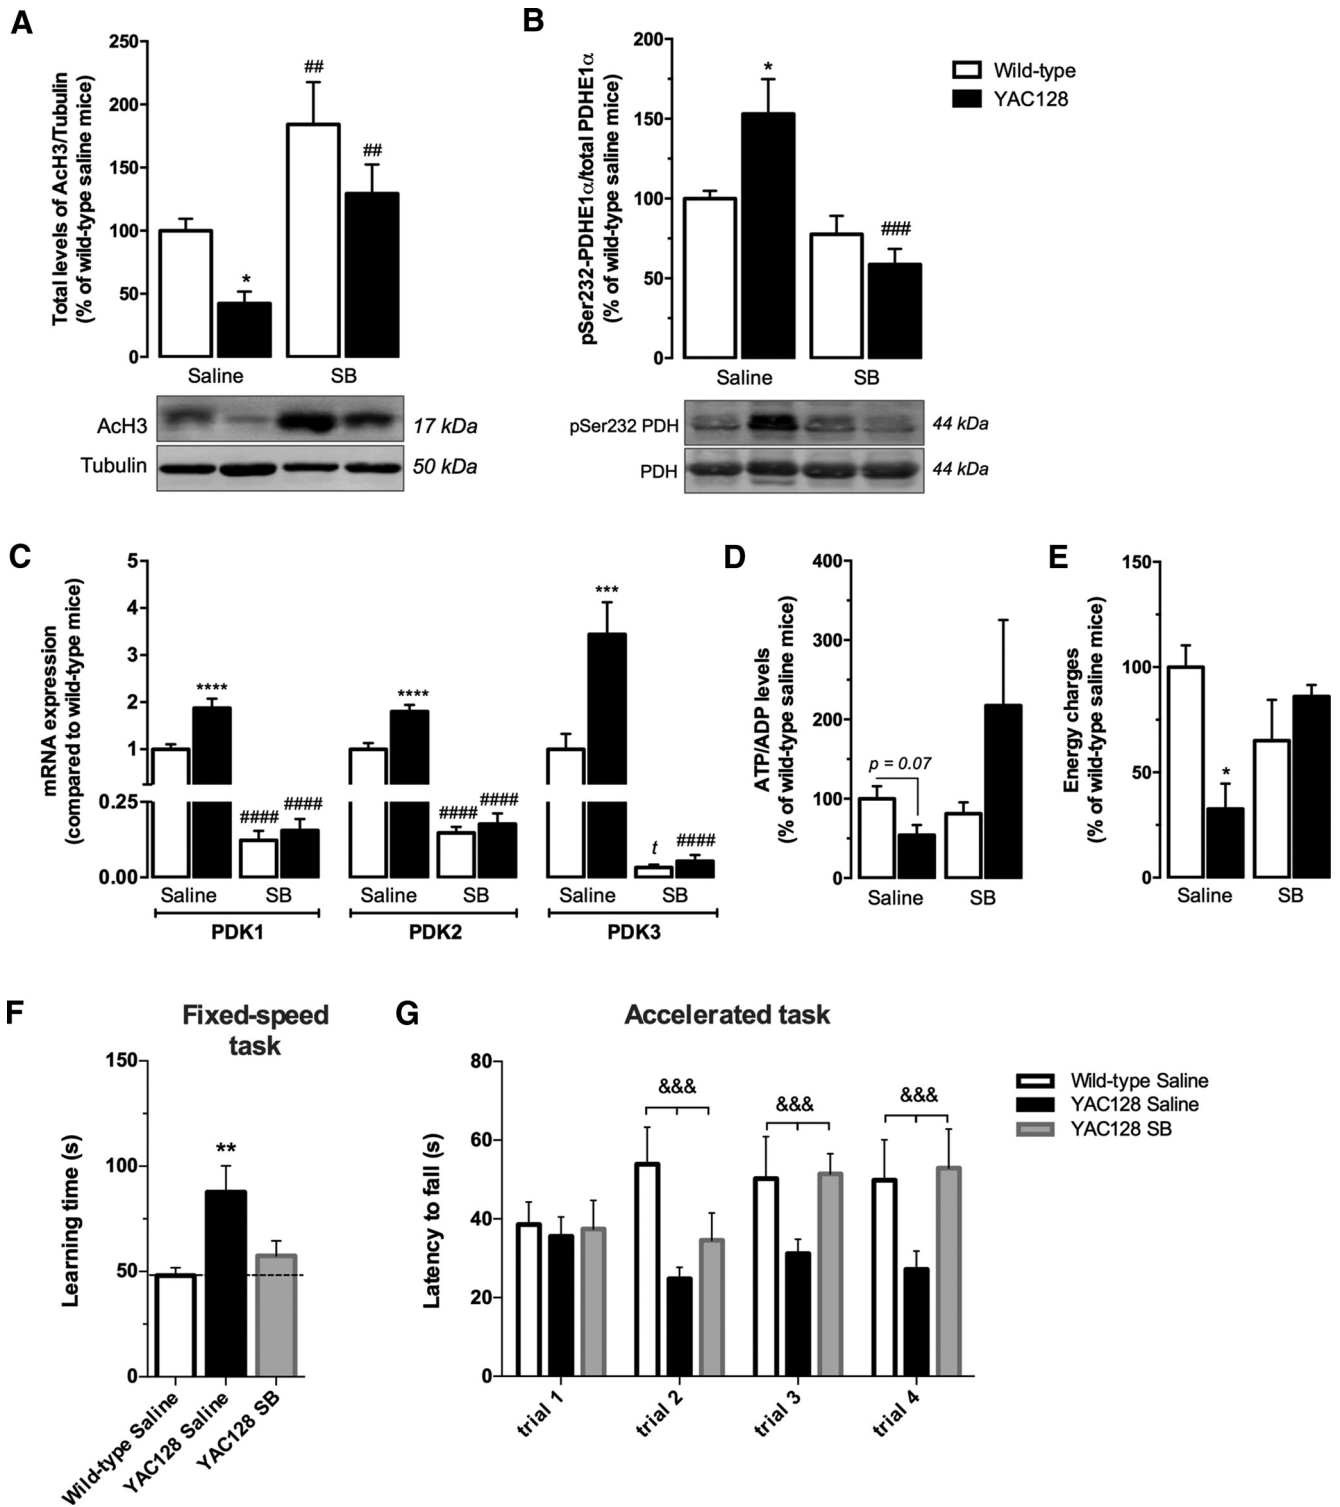 A
Total levels of AcH3/Tubulin
(% of wild-type saline mice)
250
200
150
100
50
0
##
##
*
Saline
SB
AcH3
17 kDa
Tubulin
50 kDa
B
pSer232-PDHE1α/total PDHE1α
(% of wild-type saline mice)
200
150
100
50
0
*
###
Saline
SB
pSer232 PDH
44 kDa
PDH
44 kDa
Wild-type
YAC128
C
mRNA expression
(compared to wild-type mice)
5
4
3
2
1
0.25
0.00
****
####
####
****
####
####
***
t
####
Saline
SB
Saline
SB
Saline
SB
PDK1
PDK2
PDK3
D
ATP/ADP levels
(% of wild-type saline mice)
400
300
200
100
0
p = 0.07
Saline
SB
E
Energy charges
(% of wild-type saline mice)
150
100
50
0
*
Saline
SB
F
Fixed-speed
task
Learning time (s)
150
100
50
0
**
Wild-type Saline
YAC128 Saline
YAC128 SB
G
Accelerated task
Latency to fall (s)
80
60
40
20
0
&&&
&&&
&&&
trial 1
trial 2
trial 3
trial 4
Wild-type Saline
YAC128 Saline
YAC128 SB